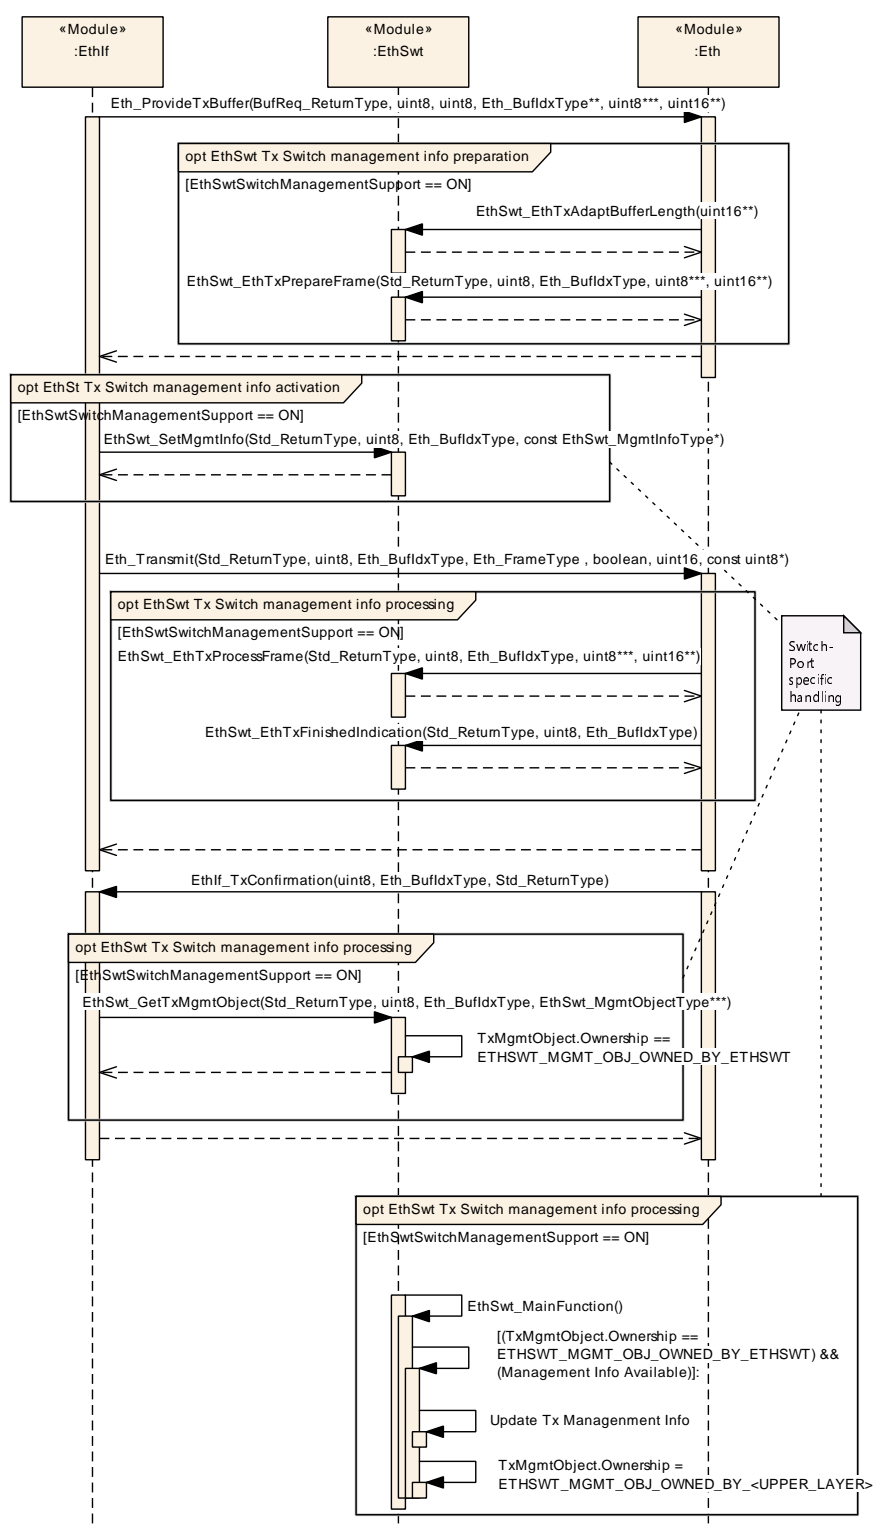 «Module»
:EthIf
«Module»
:EthSwt
«Module»
:Eth
Eth_ProvideTxBuffer(BufReq_ReturnType, uint8, uint8, Eth_BufIdxType**, uint8***, uint16**)
opt EthSwt Tx Switch management info preparation
[EthSwtSwitchManagementSupport == ON]
EthSwt_EthTxAdaptBufferLength(uint16**)
EthSwt_EthTxPrepareFrame(Std_ReturnType, uint8, Eth_BufIdxType, uint8***, uint16**)
opt EthSt Tx Switch management info activation
[EthSwtSwitchManagementSupport == ON]
EthSwt_SetMgmtInfo(Std_ReturnType, uint8, Eth_BufIdxType, const EthSwt_MgmtInfoType*)
Eth_Transmit(Std_ReturnType, uint8, Eth_BufIdxType, Eth_FrameType , boolean, uint16, const uint8*)
opt EthSwt Tx Switch management info processing
[EthSwtSwitchManagementSupport == ON]
EthSwt_EthTxProcessFrame(Std_ReturnType, uint8, Eth_BufIdxType, uint8***, uint16**)
Switch-
Port
specific
handling
EthSwt_EthTxFinishedIndication(Std_ReturnType, uint8, Eth_BufIdxType)
EthIf_TxConfirmation(uint8, Eth_BufIdxType, Std_ReturnType)
opt EthSwt Tx Switch management info processing
[EthSwtSwitchManagementSupport == ON]
EthSwt_GetTxMgmtObject(Std_ReturnType, uint8, Eth_BufIdxType, EthSwt_MgmtObjectType***)
TxMgmtObject.Ownership ==
ETHSWT_MGMT_OBJ_OWNED_BY_ETHSWT
opt EthSwt Tx Switch management info processing
[EthSwtSwitchManagementSupport == ON]
EthSwt_MainFunction()
[(TxMgmtObject.Ownership ==
ETHSWT_MGMT_OBJ_OWNED_BY_ETHSWT) &&
(Management Info Available)]:
Update Tx Managenment Info
TxMgmtObject.Ownership =
ETHSWT_MGMT_OBJ_OWNED_BY_<UPPER_LAYER>